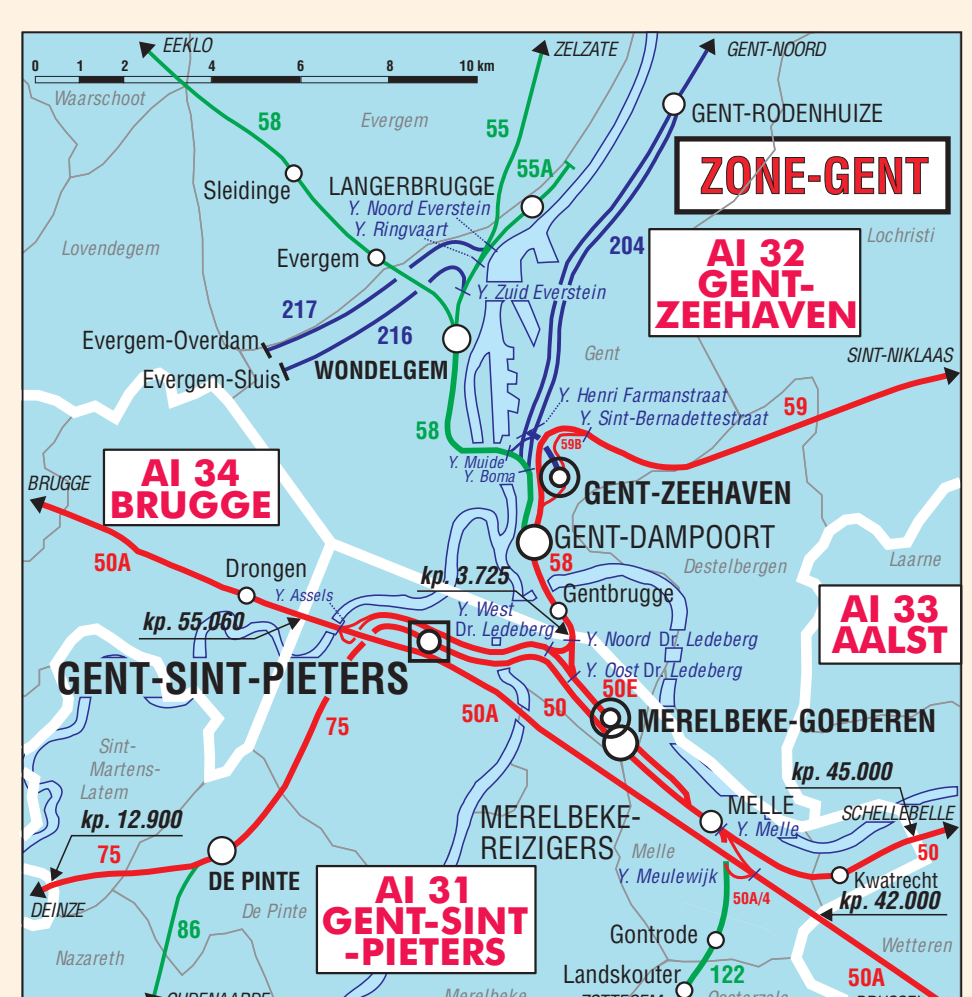 EEKLO
ZELZATE
GENT-NOORD
0 1 2 4 6 8 10 km
Waarschoot
Evergem
58
55
GENT-RODENHUIZE
ZONE-GENT
55A
Sleidinge
LANGERBRUGGE
Y. Noord Everstein
Y. Ringvaart
Lovendegem
Evergem
204
Lochristi
AI 32
GENT-
ZEEHAVEN
Y. Zuid Everstein
217
216
Evergem-Overdam
Evergem-Sluis
WONDELGEM
Gent
SINT-NIKLAAS
Y. Henri Farmanstraat
Y. Sint-Bernadettestraat
59
58
59B
Y. Muide
Y. Boma
AI 34
BRUGGE
BRUGGE
GENT-ZEEHAVEN
50A
GENT-DAMPOORT
58
Destelbergen
Laarne
Drongen
kp. 3.725
Gentbrugge
Y. Assels
kp. 55.060
Y. West
Dr. Ledeberg
Y. Noord Dr. Ledeberg
AI 33
AALST
Y. Oost Dr. Ledeberg
GENT-SINT-PIETERS
50E
50A
50
75
MERELBEKE-GOEDEREN
Sint-
Martens-
Latem
kp. 45.000
kp. 12.900
MERELBEKE-
REIZIGERS
MELLE
Y. Melle
SCHELLEBELLE
50
75
Melle
Y. Meulewijk
DE PINTE
50A/4
Kwatrecht
kp. 42.000
DEINZE
AI 31
GENT-SINT
-PIETERS
De Pinte
86
Gontrode
Wetteren
Nazareth
Landskouter
122
50A
OUDENAARDE
Merelbeke
ZOTTEGEM
Oosterzele
BRUSSEL